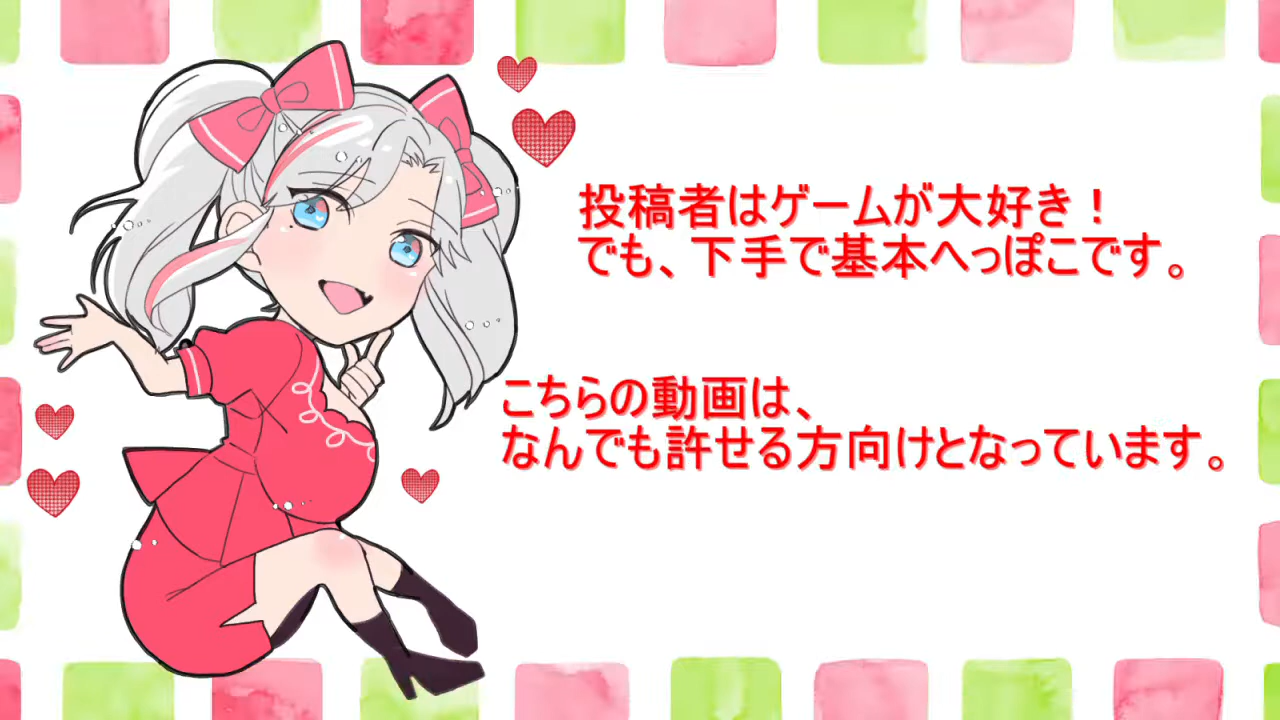 投稿者はゲームが大好き！
でも、下手で基本へっぽこです。
こちらの動画は、
なんでも許せる方向けとなっています。